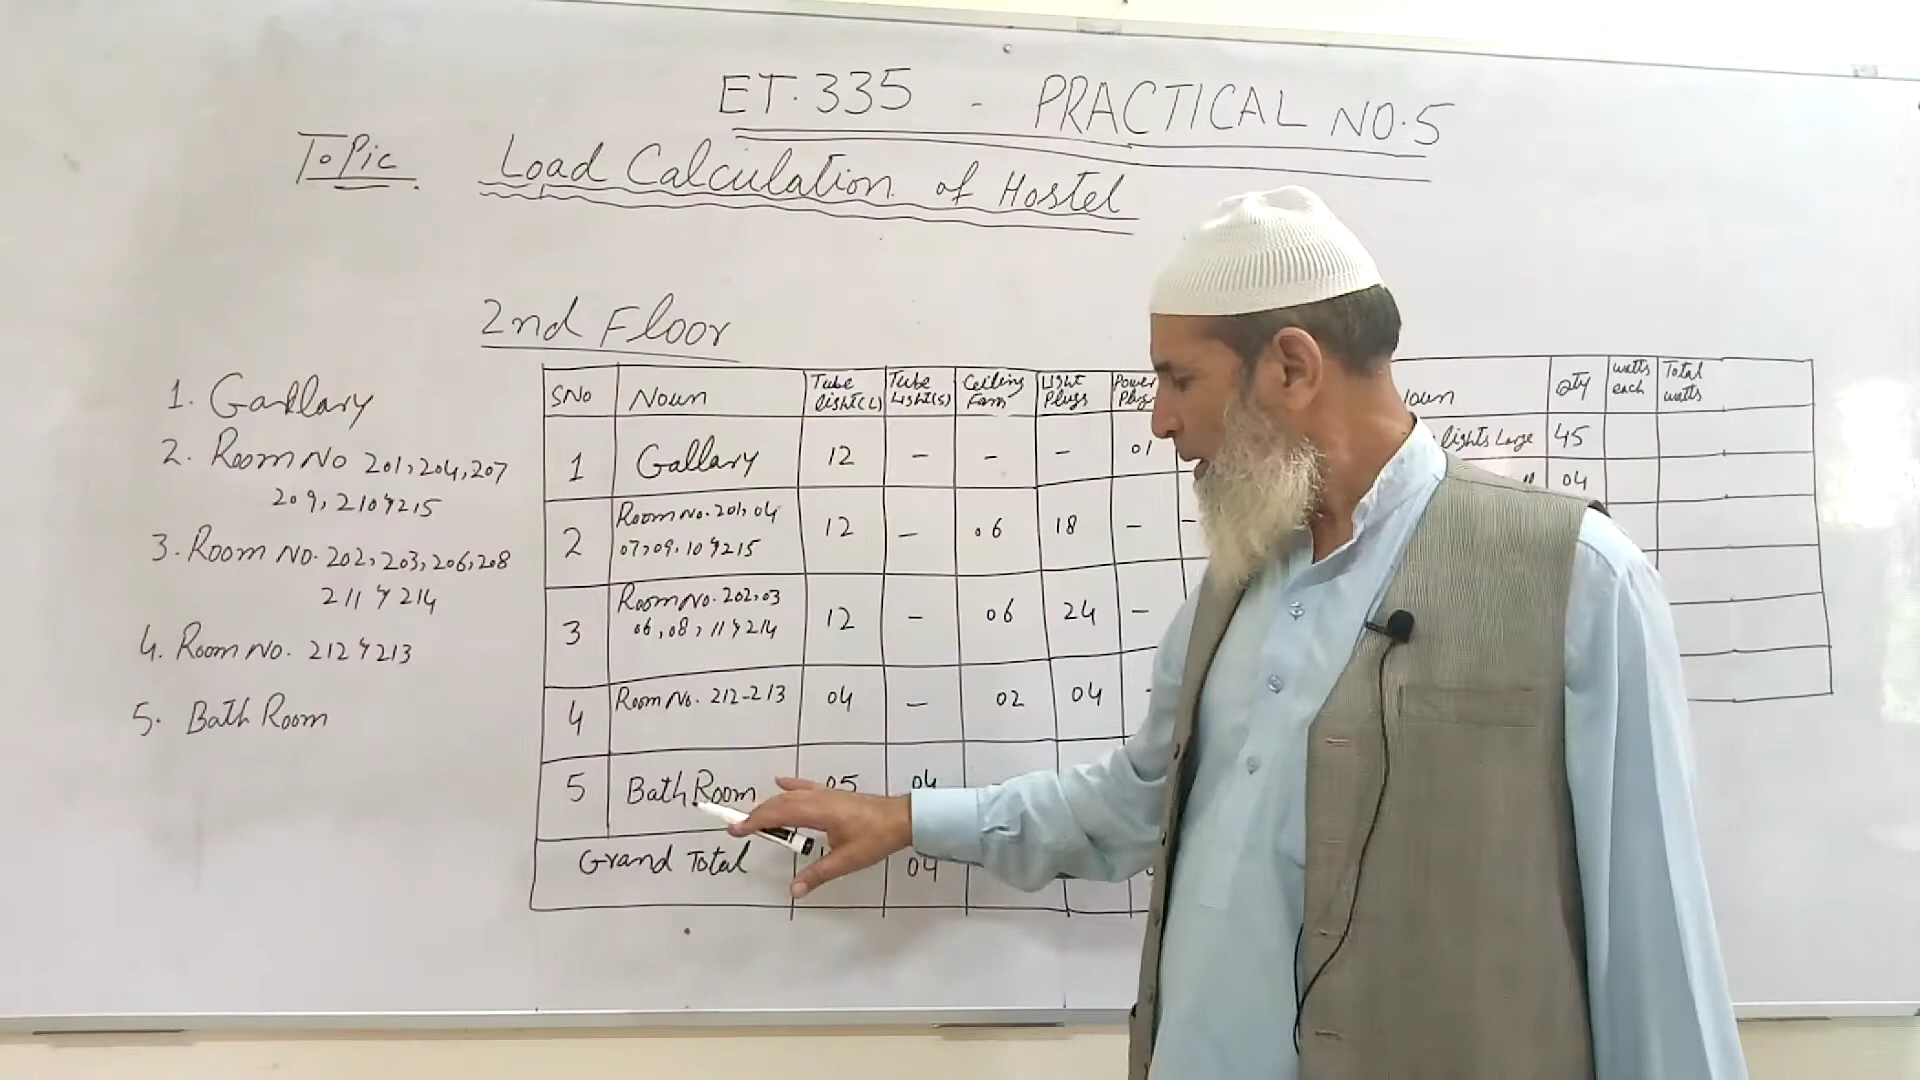 ET.335 - PRACTICAL NO.5
Topic Load Calculation of Hostel
2nd Floor
1. Gallary
2. Room No 201, 204, 207
209, 210 & 215
3. Room No. 202, 203, 206, 208
211 & 214
4. Room No. 212 & 213
5. Bath Room
SNo Noun Tube Light(L) Tube Light(S) Ceiling Fan Light Plugs Power Plug
1 Gallary 12 - - - 01
2 Room No. 201, 04 12 - 06 18 - -
07, 09, 10 & 215
3 Room No. 202, 03 12 - 06 24 -
06, 08, 11 & 214
4 Room No. 212-213 04 - 02 04 -
5 Bath Room 05 04
Grand Total 04
oun Qty watts each Total watts
lights Large 45
" 04